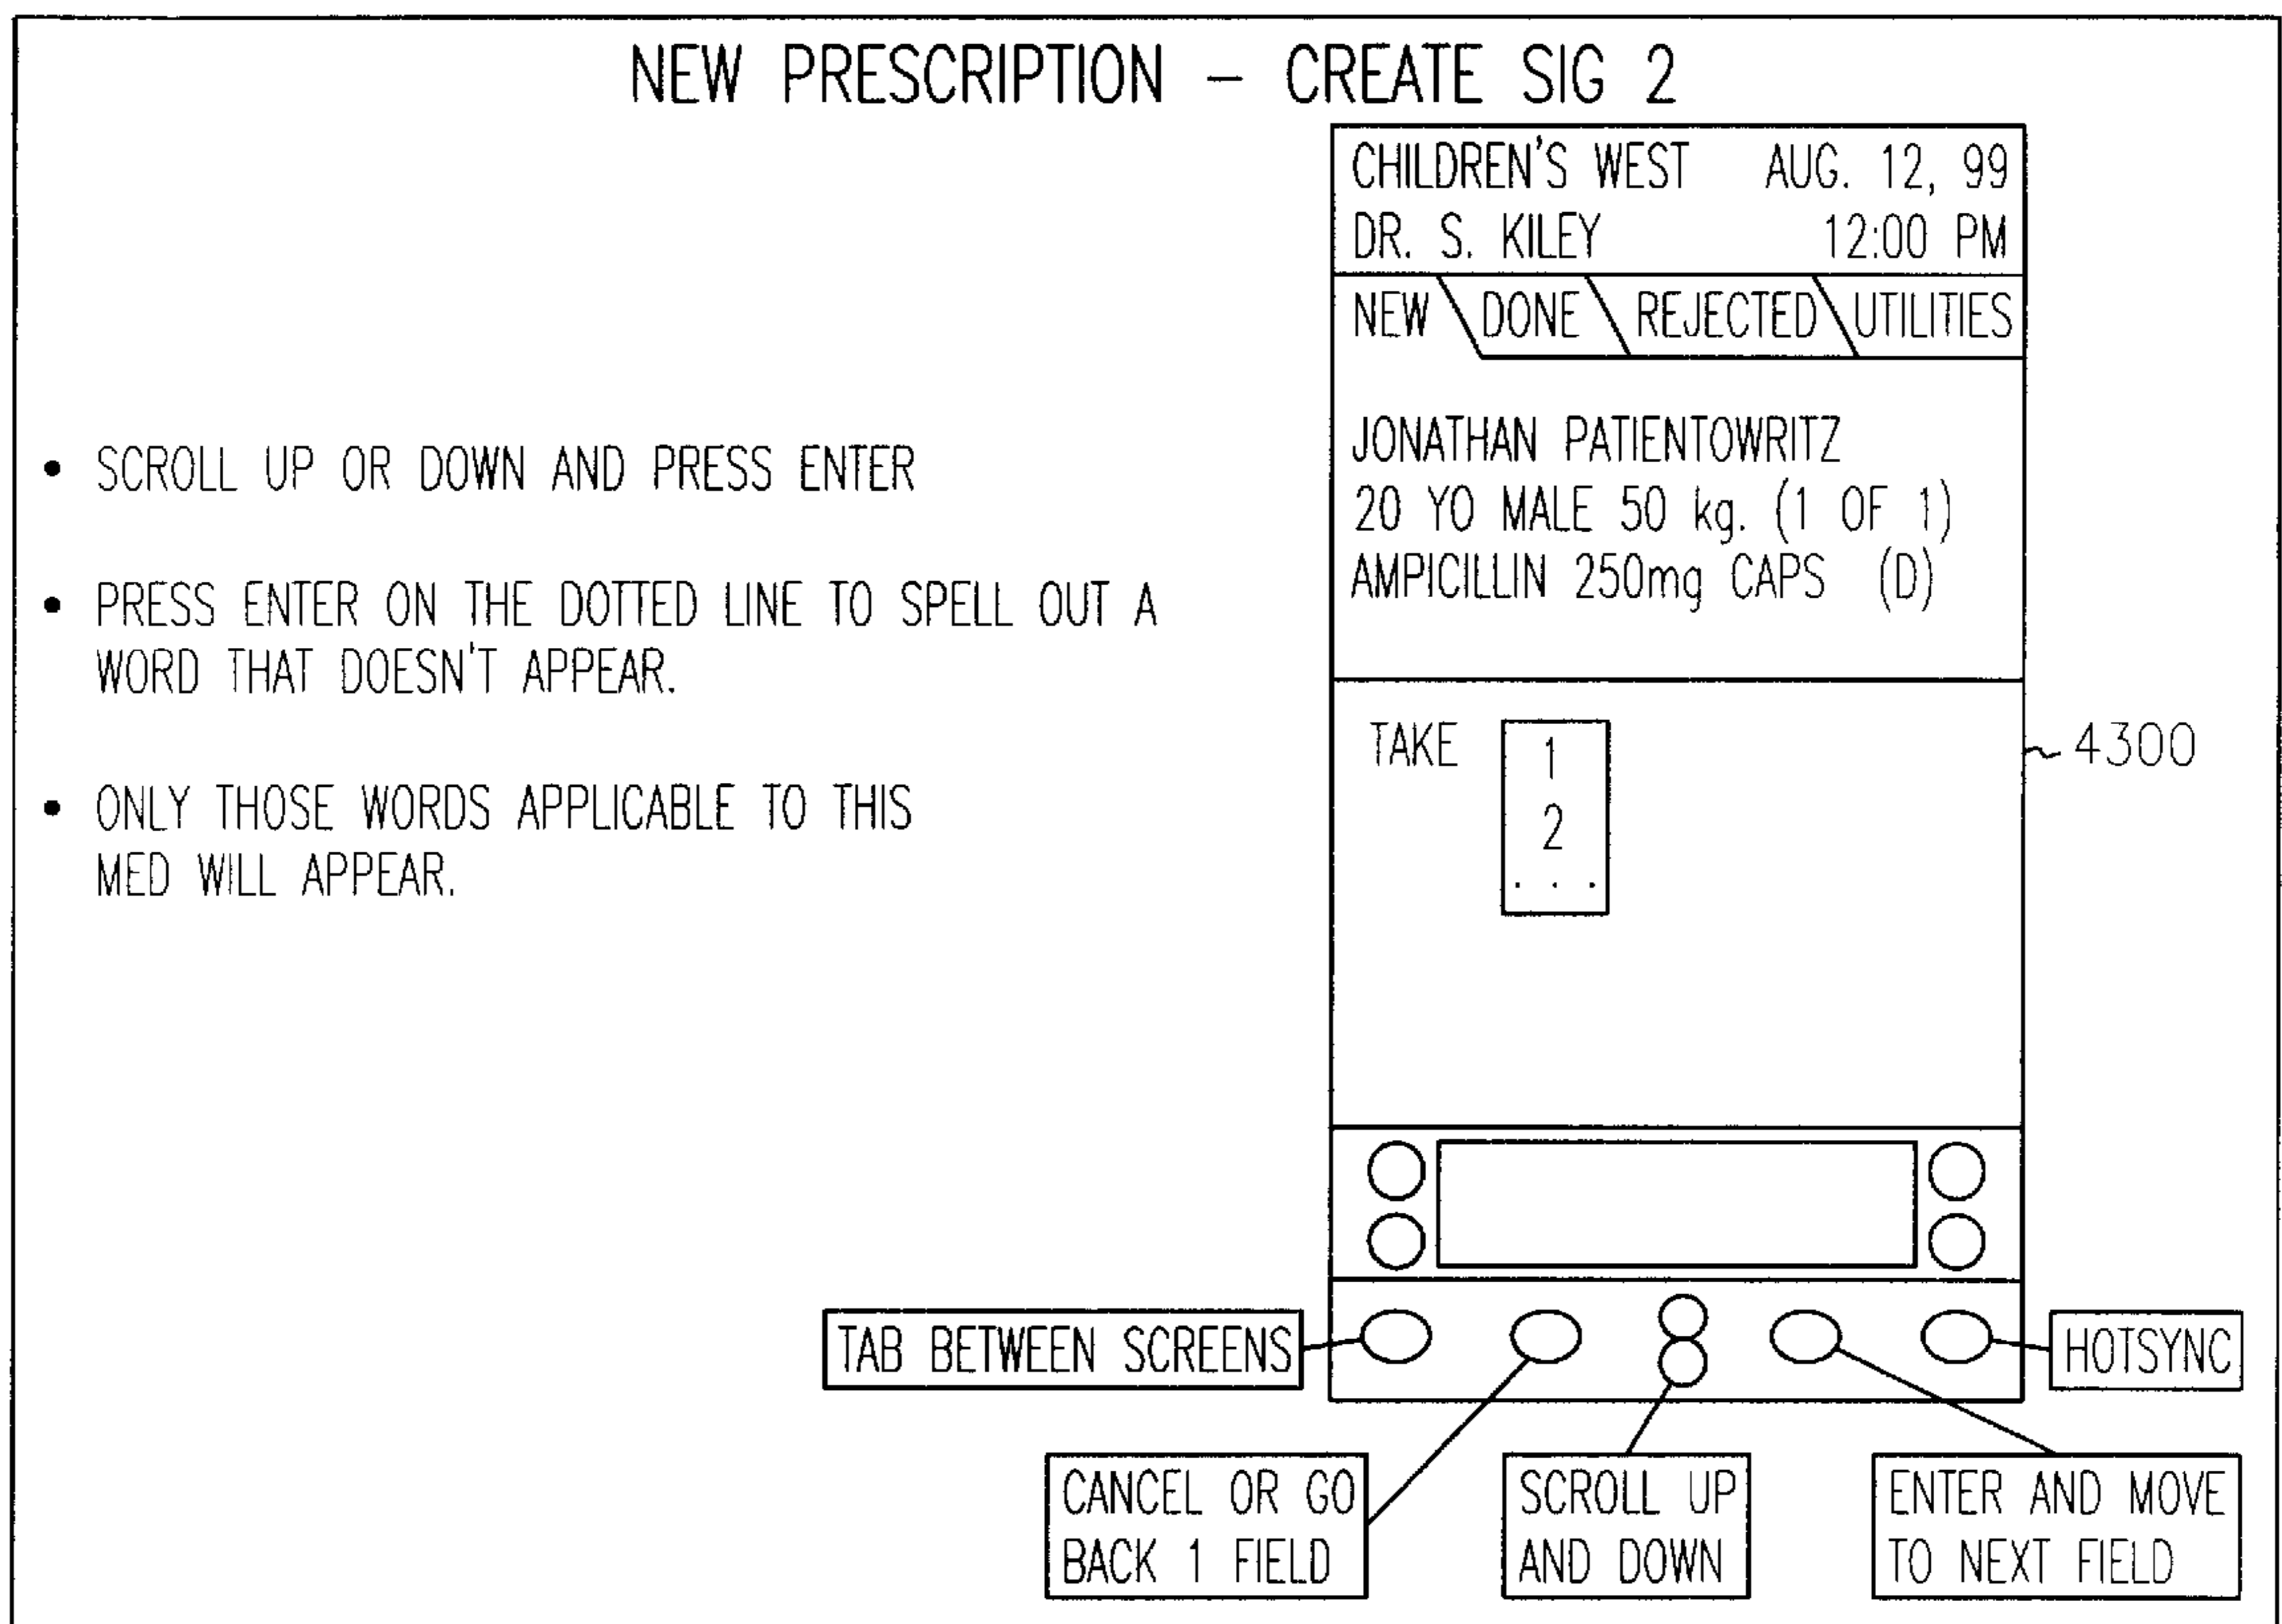 NEW PRESCRIPTION – CREATE SIG 2
• SCROLL UP OR DOWN AND PRESS ENTER
• PRESS ENTER ON THE DOTTED LINE TO SPELL OUT A
WORD THAT DOESN'T APPEAR.
• ONLY THOSE WORDS APPLICABLE TO THIS
MED WILL APPEAR.
CHILDREN'S WEST AUG. 12, 99
DR. S. KILEY 12:00 PM
NEW DONE REJECTED UTILITIES
JONATHAN PATIENTOWRITZ
20 YO MALE 50 kg. (1 OF 1)
AMPICILLIN 250mg CAPS (D)
TAKE 1
2
. . .
4300
TAB BETWEEN SCREENS
HOTSYNC
CANCEL OR GO
BACK 1 FIELD
SCROLL UP
AND DOWN
ENTER AND MOVE
TO NEXT FIELD